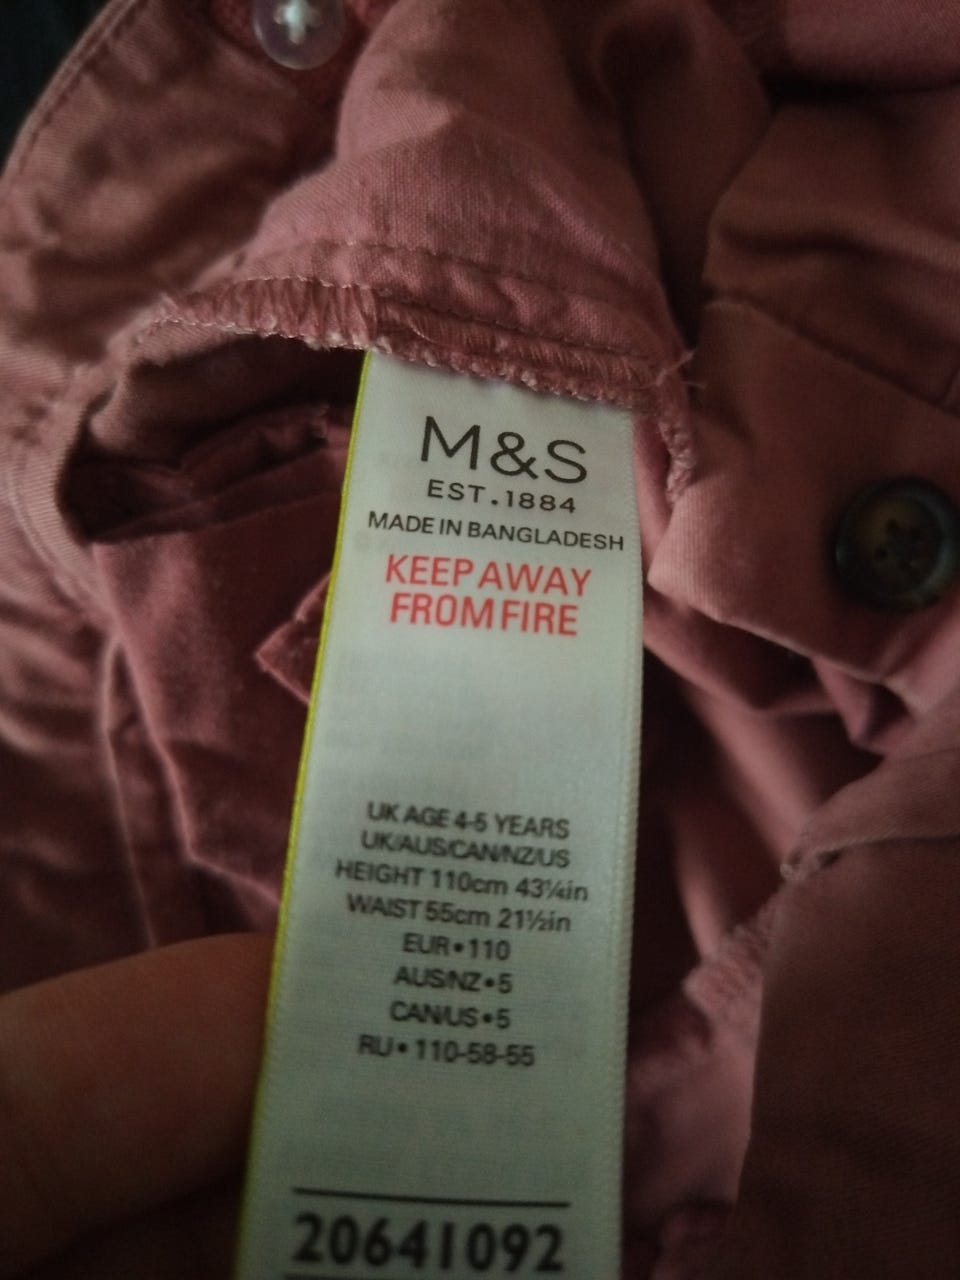 M&S
EST.1884
MADE IN BANGLADESH
KEEP AWAY
FROM FIRE
UK AGE 4-5 YEARS
UK/AUS/CAN/NZ/US
HEIGHT 110cm 43¼in
WAIST 55cm 21½in
EUR•110
AUS/NZ•5
CAN/US•5
RU•110-58-55
20641092